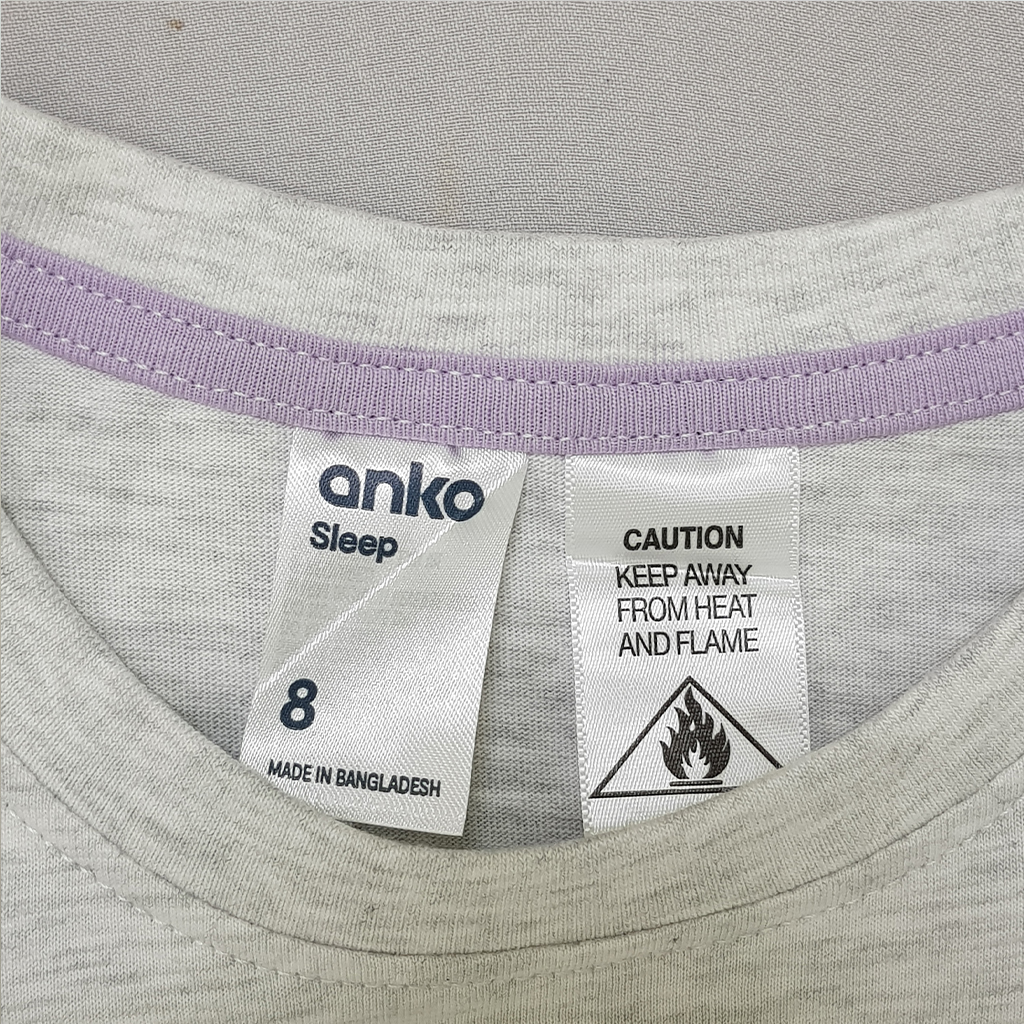 anko
Sleep
8
MADE IN BANGLADESH
CAUTION
KEEP AWAY
FROM HEAT
AND FLAME